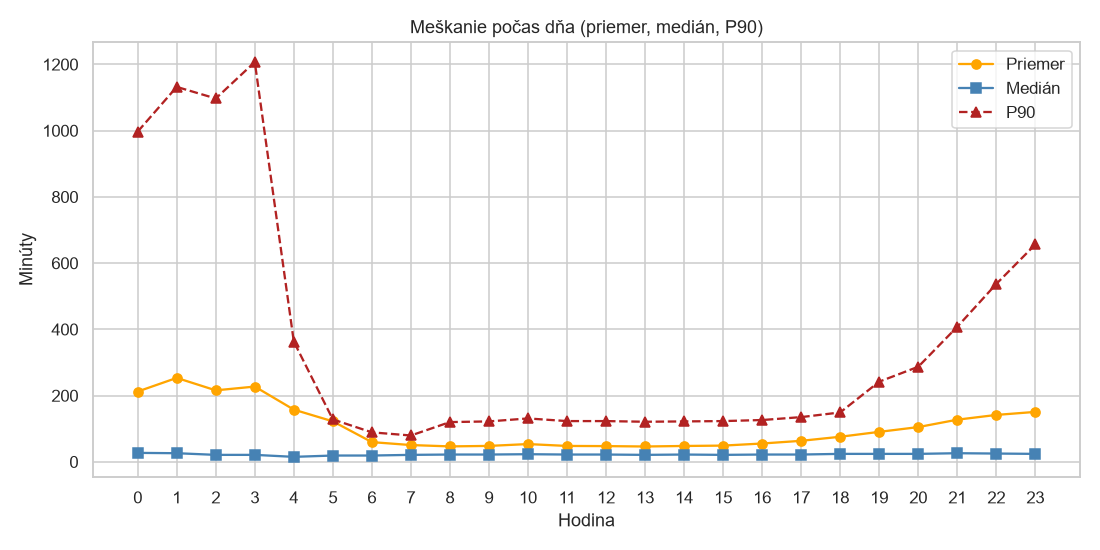 Meškanie počas dňa (priemer, medián, P90)
Priemer
Medián
P90
Minúty
1200
1000
800
600
400
200
0
0 1 2 3 4 5 6 7 8 9 10 11 12 13 14 15 16 17 18 19 20 21 22 23
Hodina